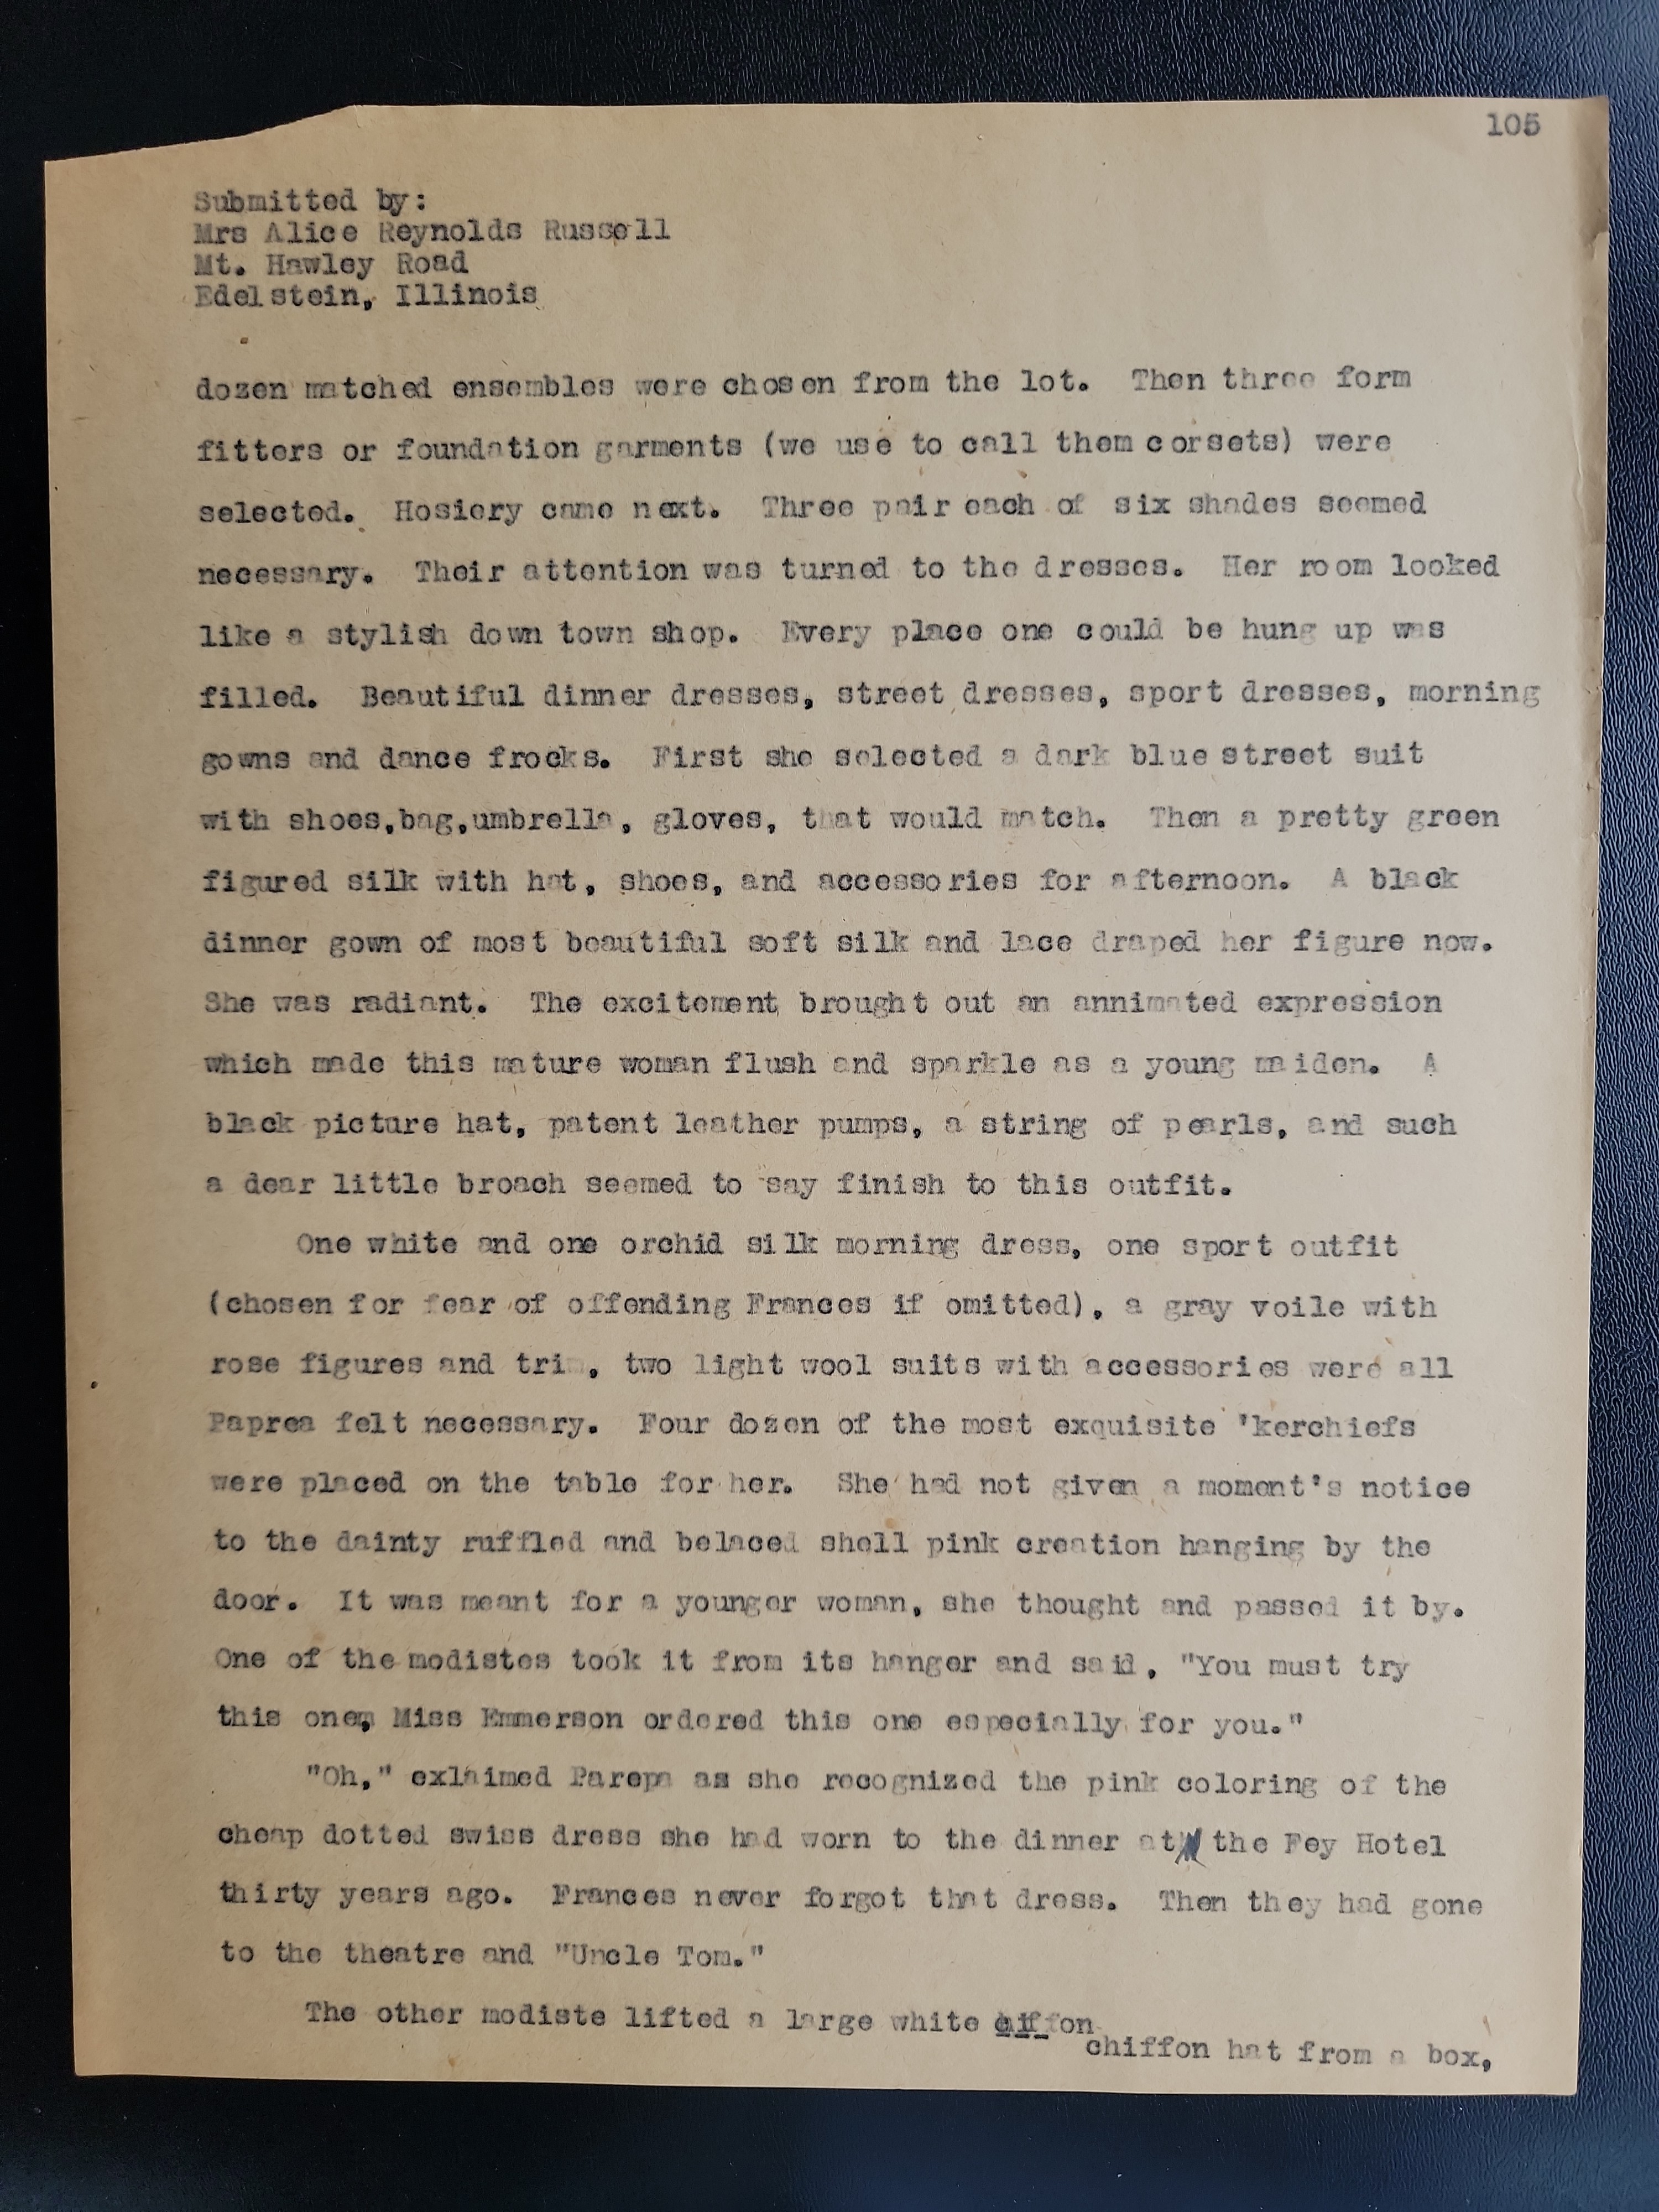 105
Submitted by:
Mrs Alice Reynolds Russell
Mt. Hawley Road
Edelstein, Illinois
dozen matched ensembles were chosen from the lot. Then three form
fitters or foundation garments (we use to call them corsets) were
selected. Hosiery came next. Three pair each of six shades seemed
necessary. Their attention was turned to the dresses. Her room looked
like a stylish down town shop. Every place one could be hung up was
filled. Beautiful dinner dresses, street dresses, sport dresses, morning
gowns and dance frocks. First she selected a dark blue street suit
with shoes,bag,umbrella, gloves, that would match. Then a pretty green
figured silk with hat, shoes, and accessories for afternoon. A black
dinner gown of most beautiful soft silk and lace draped her figure now.
She was radiant. The excitement brought out an annimated expression
which made this mature woman flush and sparkle as a young maiden. A
black picture hat, patent leather pumps, a string of pearls, and such
a dear little broach seemed to say finish to this outfit.
One white and one orchid silk morning dress, one sport outfit
(chosen for fear of offending Frances if omitted), a gray voile with
rose figures and trim, two light wool suits with accessories were all
Paprea felt necessary. Four dozen of the most exquisite 'kerchiefs
were placed on the table for her. She had not given a moment's notice
to the dainty ruffled and belaced shell pink creation hanging by the
door. It was meant for a younger woman, she thought and passed it by.
One of the modistes took it from its hanger and said, "You must try
this one, Miss Emmerson ordered this one especially for you."
"Oh," exlaimed Parepa as she recognized the pink coloring of the
cheap dotted swiss dress she had worn to the dinner at the Fey Hotel
thirty years ago. Frances never forgot that dress. Then they had gone
to the theatre and "Uncle Tom."
The other modiste lifted a large white
chiffon hat from a box,